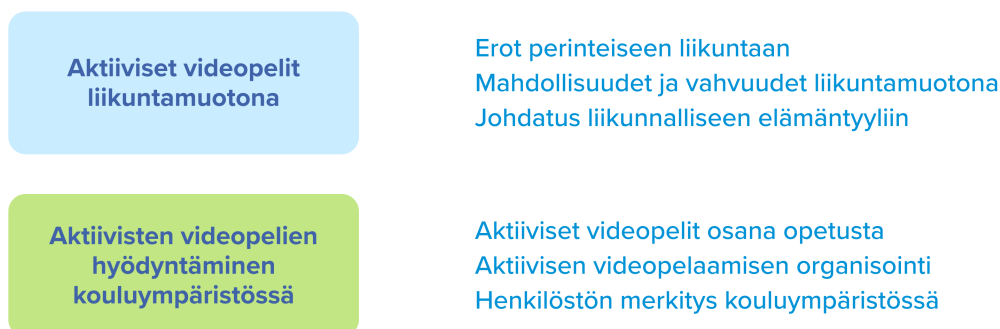 Aktiiviset videopelit
liikuntamuotona
Erot perinteiseen liikuntaan
Mahdollisuudet ja vahvuudet liikuntamuotona
Johdatus liikunnalliseen elämäntyyliin
Aktiivisten videopelien
hyödyntäminen
kouluympäristössä
Aktiiviset videopelit osana opetusta
Aktiivisen videopelaamisen organisointi
Henkilöstön merkitys kouluympäristössä